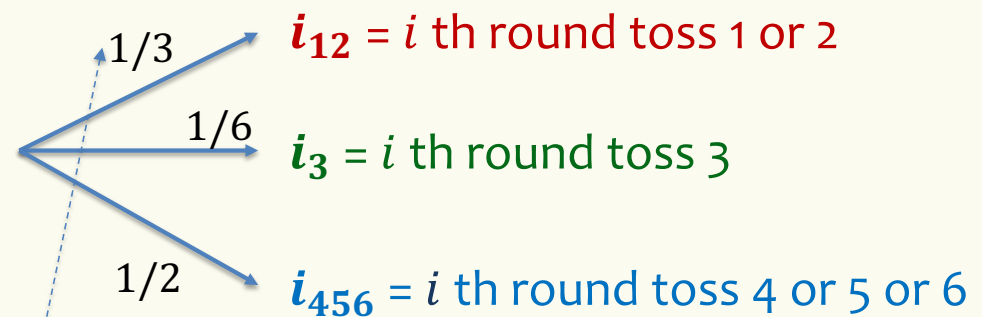 1/3
i₁₂ = i th round toss 1 or 2
1/6
i₃ = i th round toss 3
1/2
i₄₅₆ = i th round toss 4 or 5 or 6